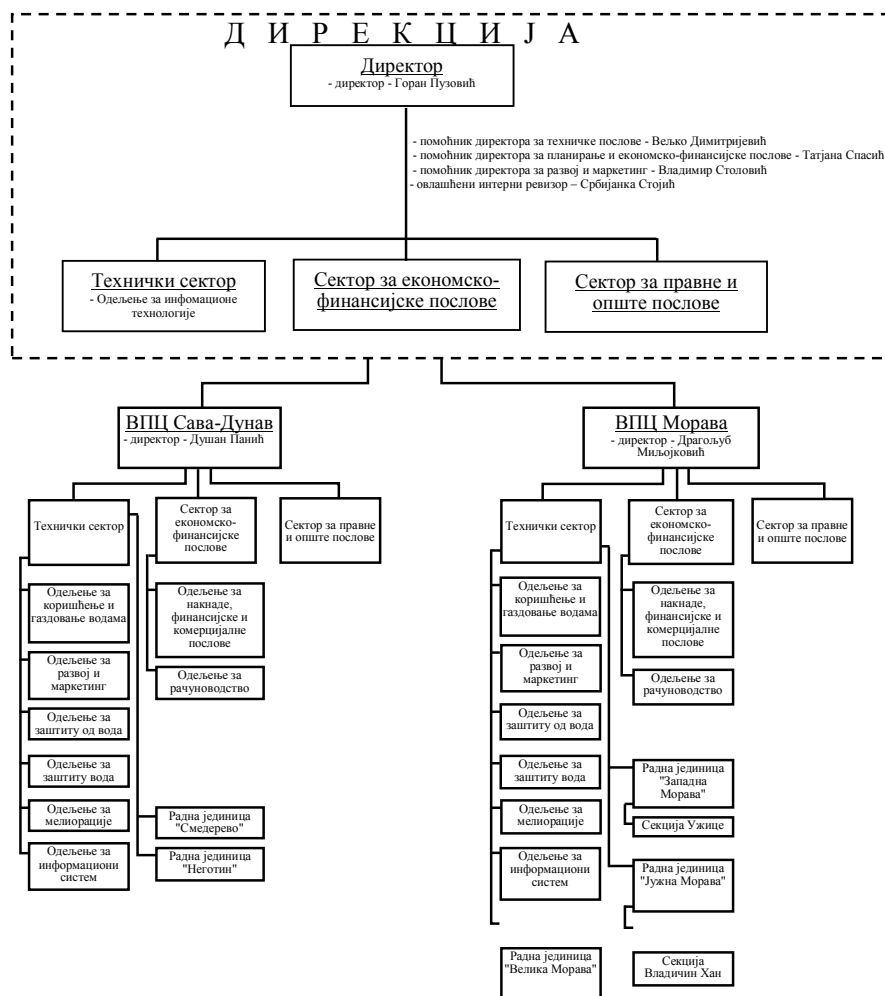 Д И Р Е К Ц И Ј А
Директор
- директор - Горан Пузовић
- помоћник директора за техничке послове - Вељко Димитријевић
- помоћник директора за планирање и економско-финансијске послове - Татјана Спасић
- помоћник директора за развој и маркетинг - Владимир Столовић
- овлашћени интерни ревизор – Србијанка Стојић
Технички сектор
- Одељење за инфомационе
технологије
Сектор за економско-
финансијске послове
Сектор за правне и
опште послове
ВПЦ Сава-Дунав
- директор - Душан Панић
Технички сектор
Сектор за
економско-
финансијске
послове
Сектор за правне
и опште послове
Одељење за
коришћење и
газдовање водама
Одељење за
развој и
маркетинг
Одељење за
заштиту од вода
Одељење за
заштиту вода
Одељење за
мелиорације
Одељење за
информациони
систем
Одељење за
накнаде,
финансијске и
комерцијалне
послове
Одељење за
рачуноводство
Радна јединица
"Смедерево"
Радна јединица
"Неготин"
ВПЦ Морава
- директор - Драгољуб
Миљојковић
Технички сектор
Сектор за
економско-
финансијске
послове
Сектор за правне
и опште послове
Одељење за
коришћење и
газдовање водама
Одељење за
развој и
маркетинг
Одељење за
заштиту од вода
Одељење за
заштиту вода
Одељење за
мелиорације
Одељење за
информациони
систем
Радна јединица
"Велика Морава"
Одељење за
накнаде,
финансијске и
комерцијалне
послове
Одељење за
рачуноводство
Радна јединица
"Западна
Морава"
Секција Ужице
Радна јединица
"Јужна Морава"
Секција
Владичин Хан